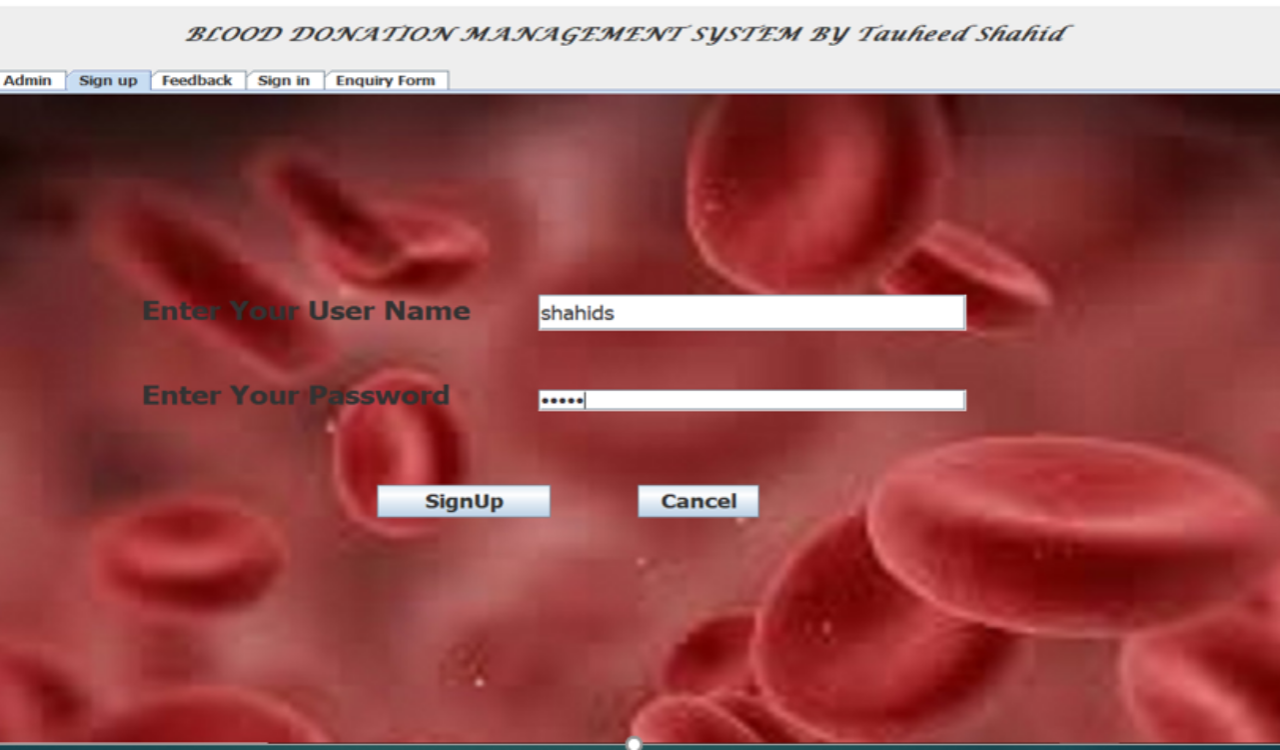 BLOOD DONATION MANAGEMENT SYSTEM BY Tauheed Shahid
Admin Sign up Feedback Sign in Enquiry Form
Enter Your User Name shahids
Enter Your Password •••••
SignUp Cancel